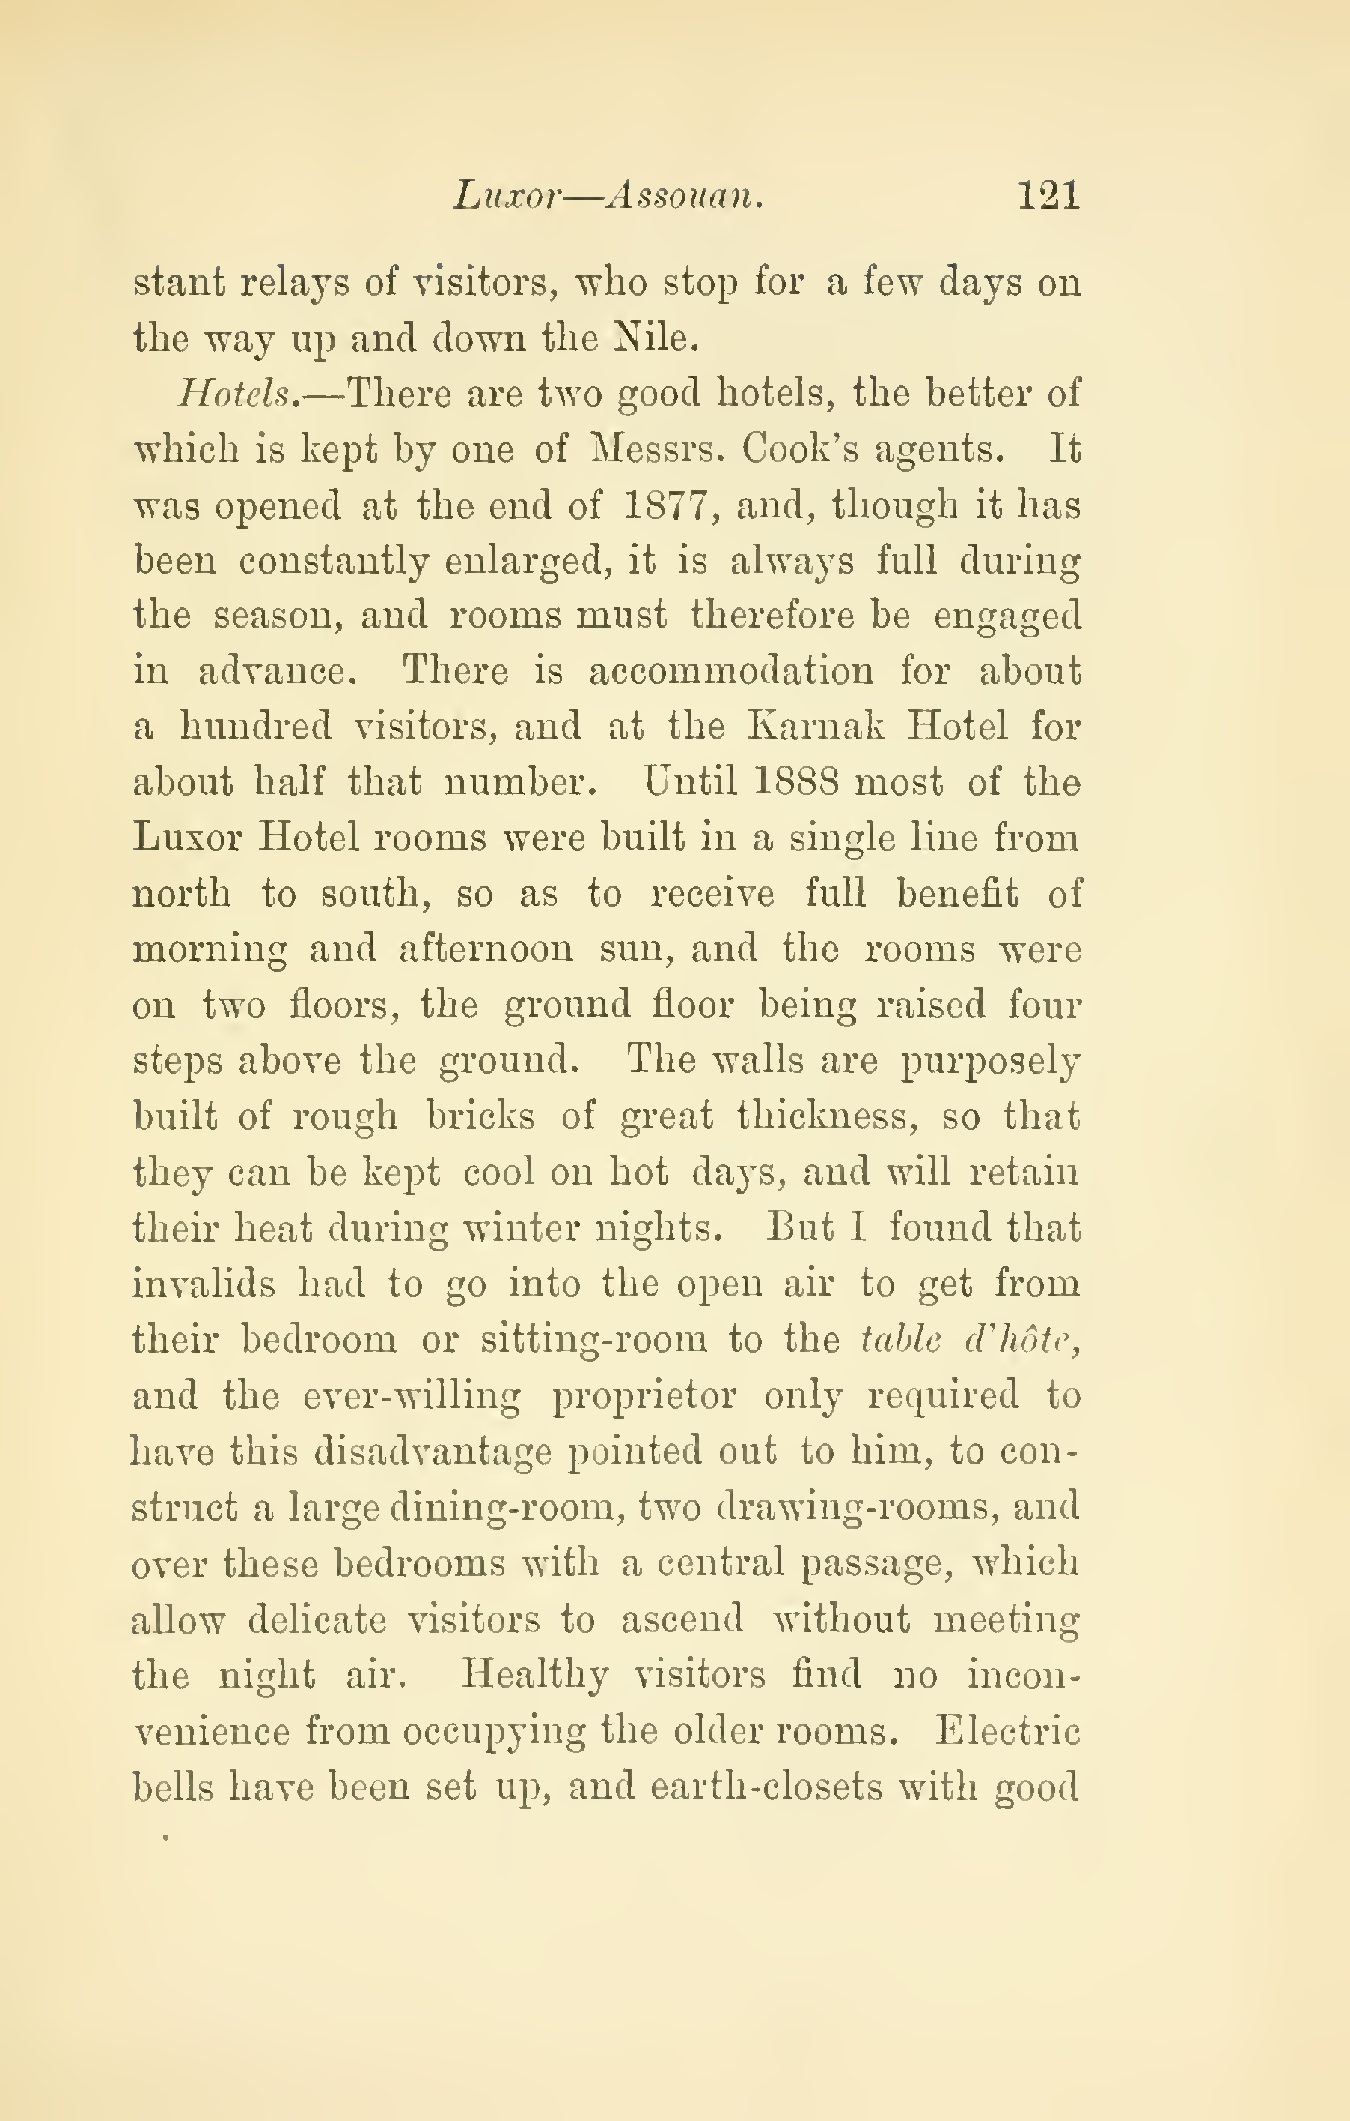 Luxor—Assouan. 121
stant relays of visitors, who stop for a few days on
the way up and down the Nile.
Hotels.—There are two good hotels, the better of
which is kept by one of Messrs. Cook's agents. It
was opened at the end of 1877, and, though it has
been constantly enlarged, it is always full during
the season, and rooms must therefore be engaged
in advance. There is accommodation for about
a hundred visitors, and at the Karnak Hotel for
about half that number. Until 1888 most of the
Luxor Hotel rooms were built in a single line from
north to south, so as to receive full benefit of
morning and afternoon sun, and the rooms were
on two floors, the ground floor being raised four
steps above the ground. The walls are purposely
built of rough bricks of great thickness, so that
they can be kept cool on hot days, and will retain
their heat during winter nights. But I found that
invalids had to go into the open air to get from
their bedroom or sitting-room to the table d'hôte,
and the ever-willing proprietor only required to
have this disadvantage pointed out to him, to con-
struct a large dining-room, two drawing-rooms, and
over these bedrooms with a central passage, which
allow delicate visitors to ascend without meeting
the night air. Healthy visitors find no incon-
venience from occupying the older rooms. Electric
bells have been set up, and earth-closets with good